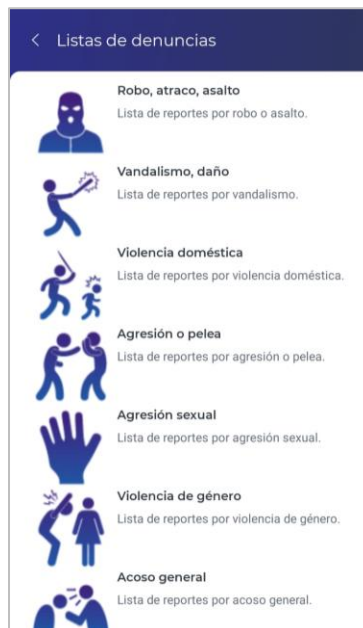 Listas de denuncias
Robo, atraco, asalto
Lista de reportes por robo o asalto.
Vandalismo, daño
Lista de reportes por vandalismo.
Violencia doméstica
Lista de reportes por violencia doméstica.
Agresión o pelea
Lista de reportes por agresión o pelea.
Agresión sexual
Lista de reportes por agresión sexual.
Violencia de género
Lista de reportes por violencia de género.
Acoso general
Lista de reportes por acoso general.